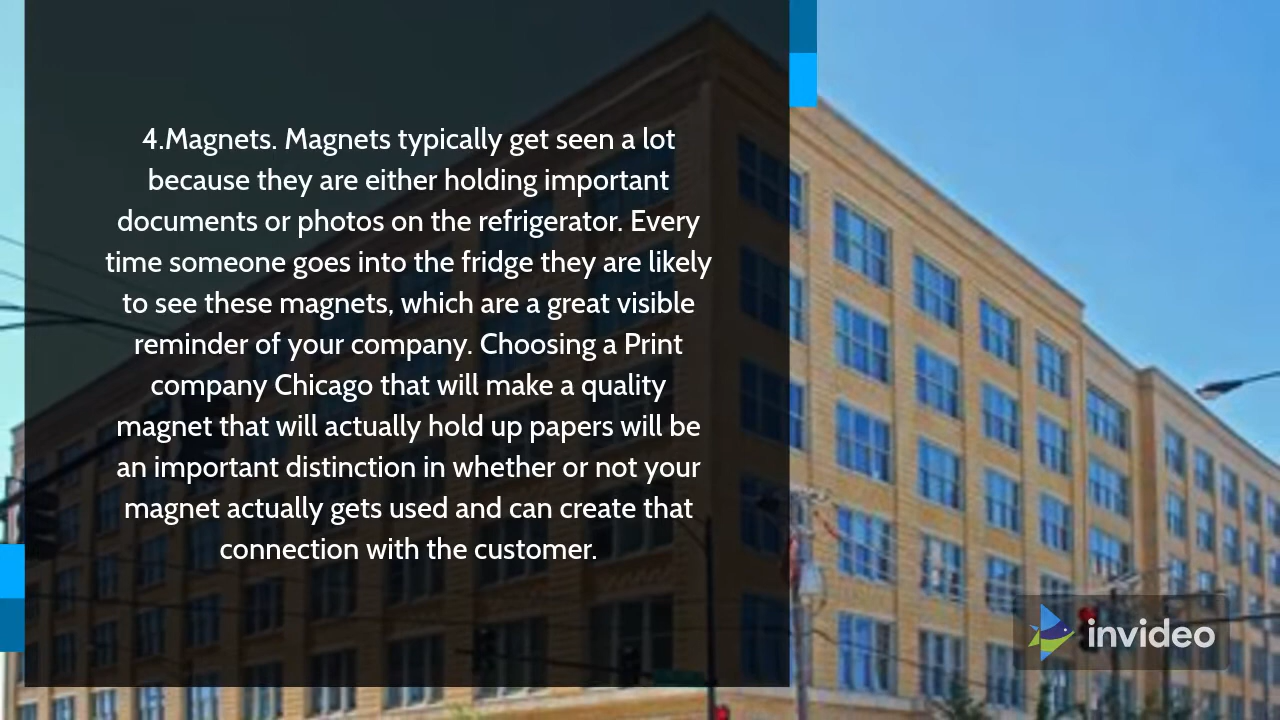 4.Magnets. Magnets typically get seen a lot
because they are either holding important
documents or photos on the refrigerator. Every
time someone goes into the fridge they are likely
to see these magnets, which are a great visible
reminder of your company. Choosing a Print
company Chicago that will make a quality
magnet that will actually hold up papers will be
an important distinction in whether or not your
magnet actually gets used and can create that
connection with the customer.
invideo